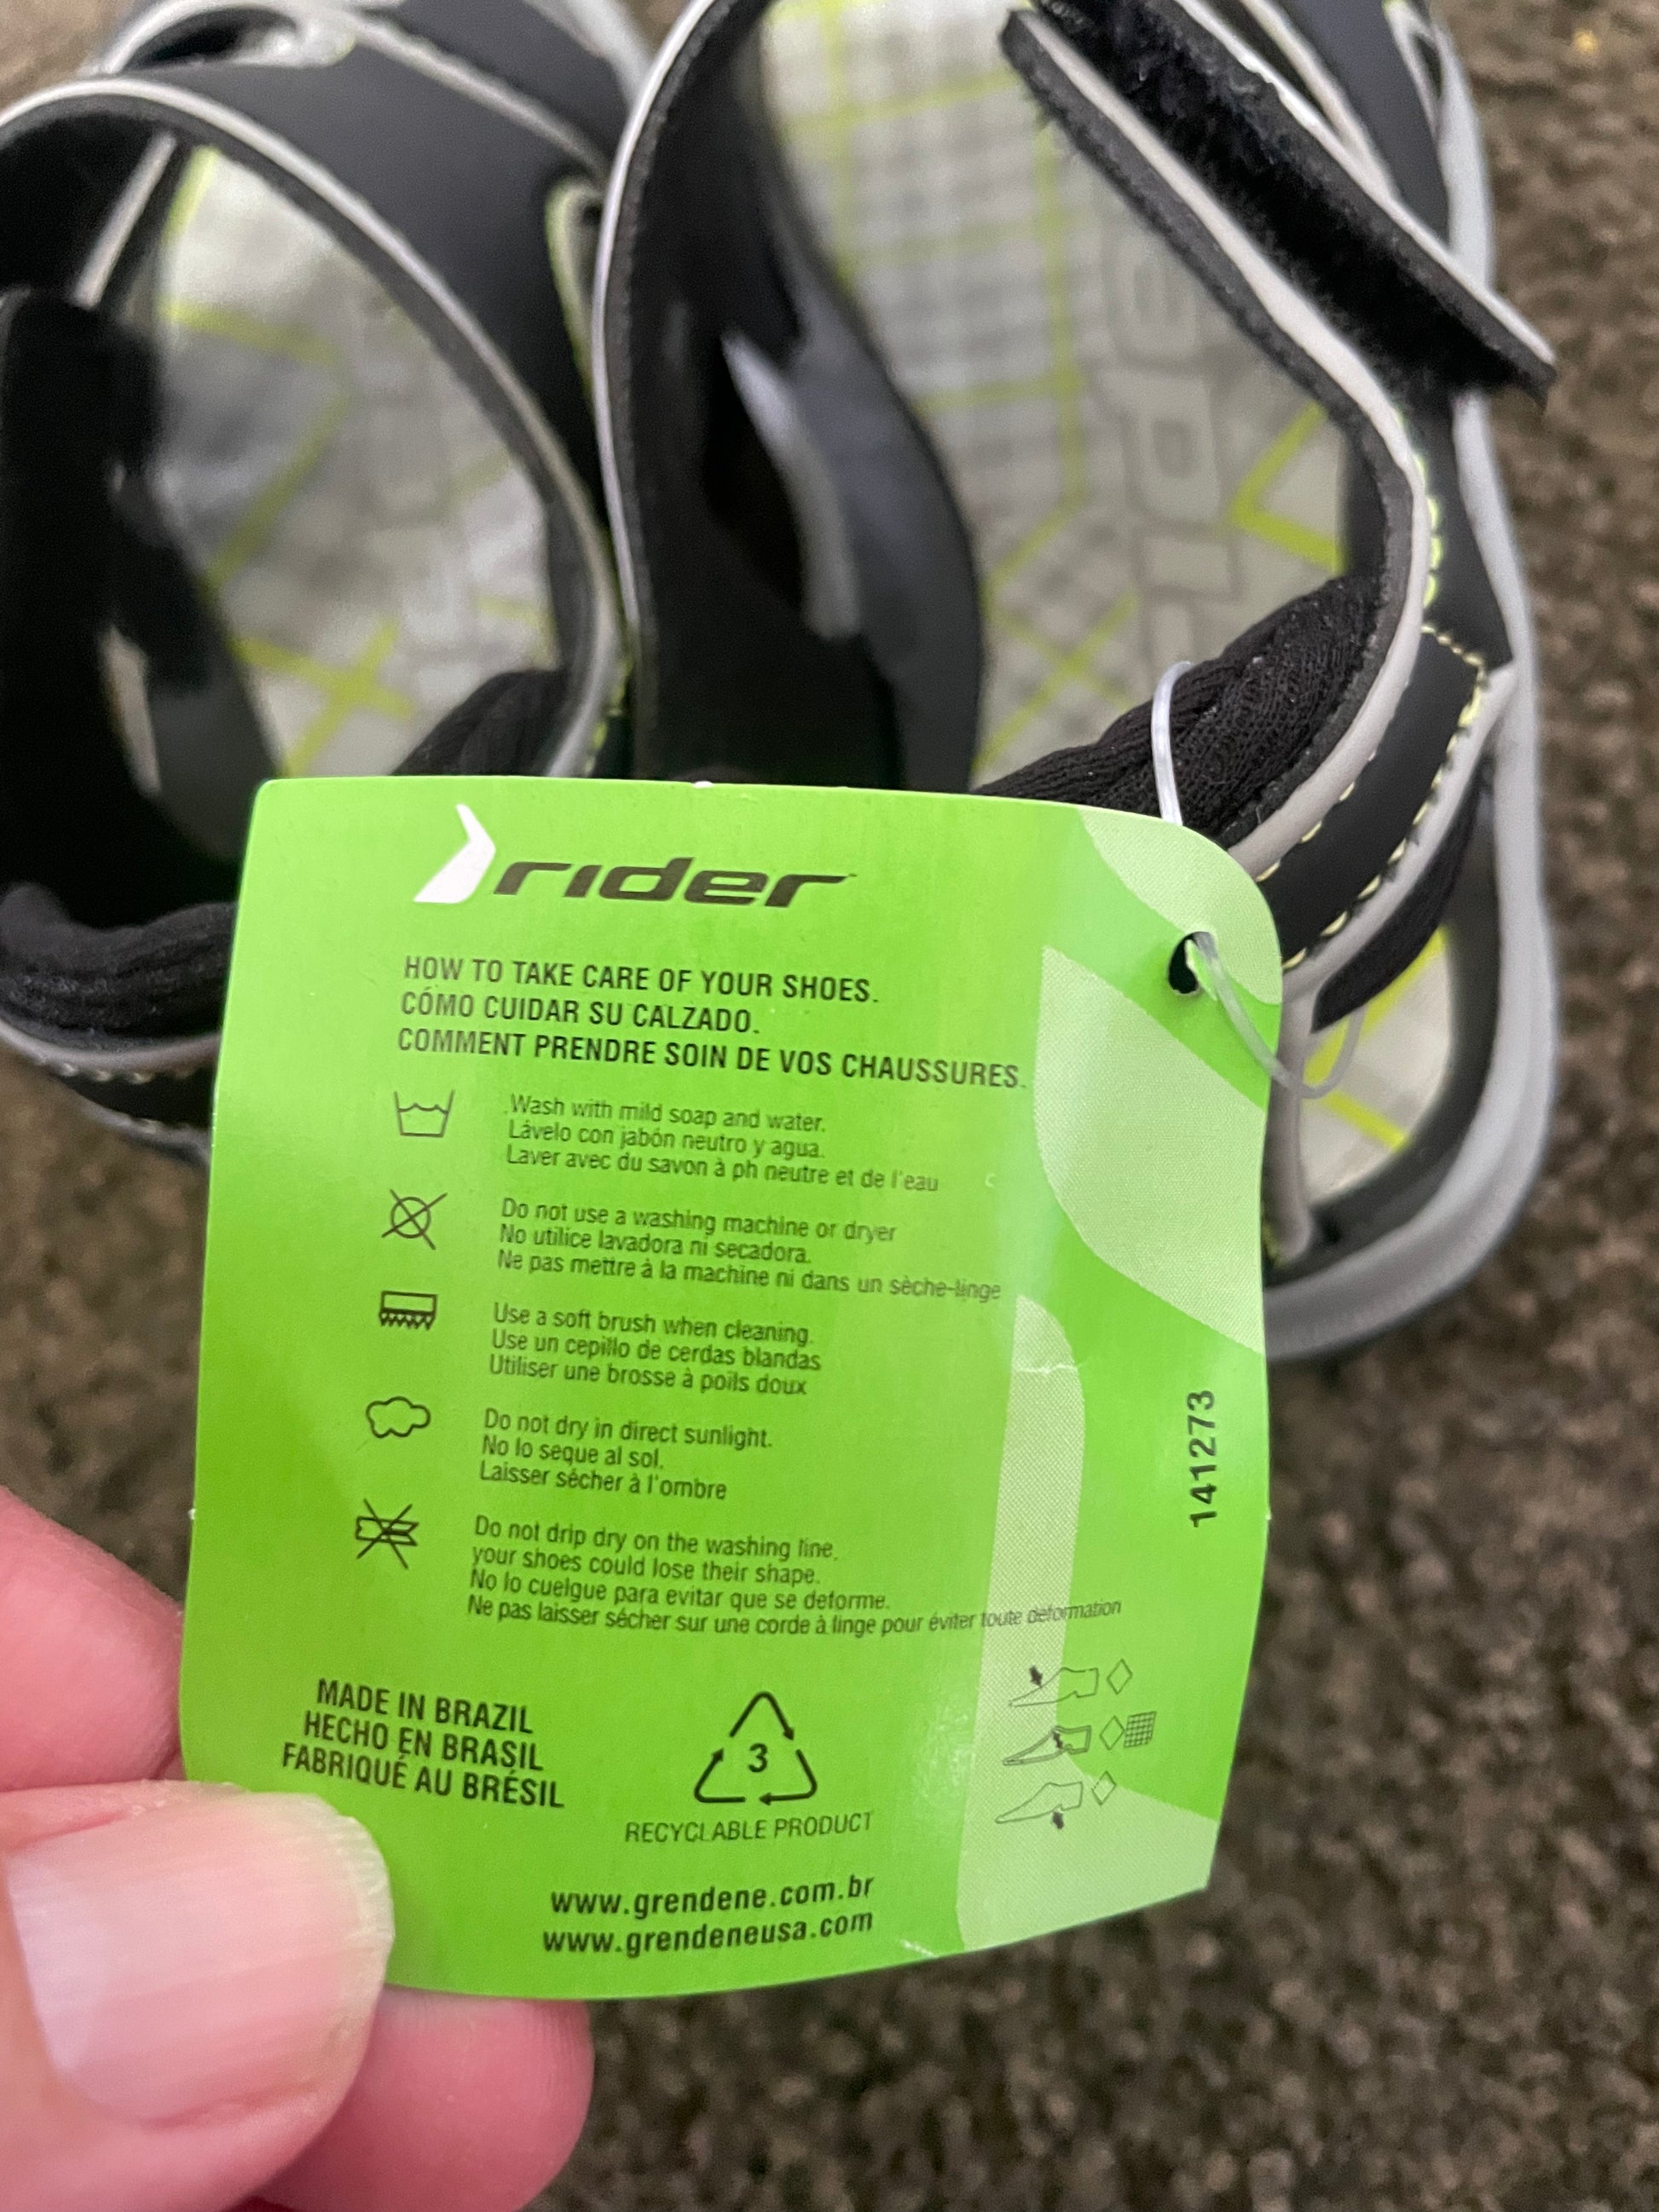 rider
HOW TO TAKE CARE OF YOUR SHOES.
CÓMO CUIDAR SU CALZADO.
COMMENT PRENDRE SOIN DE VOS CHAUSSURES.
Wash with mild soap and water.
Lávelo con jabón neutro y agua.
Laver avec du savon à ph neutre et de l'eau
Do not use a washing machine or dryer
No utilice lavadora ni secadora.
Ne pas mettre à la machine ni dans un sèche-linge
Use a soft brush when cleaning.
Use un cepillo de cerdas blandas
Utiliser une brosse à poils doux
Do not dry in direct sunlight.
No lo seque al sol.
Laisser sécher à l'ombre
Do not drip dry on the washing line,
your shoes could lose their shape.
No lo cuelgue para evitar que se deforme.
Ne pas laisser sécher sur une corde à linge pour éviter toute déformation
141273
MADE IN BRAZIL
HECHO EN BRASIL
FABRIQUÉ AU BRÉSIL
3
RECYCLABLE PRODUCT
www.grendene.com.br
www.grendeneusa.com